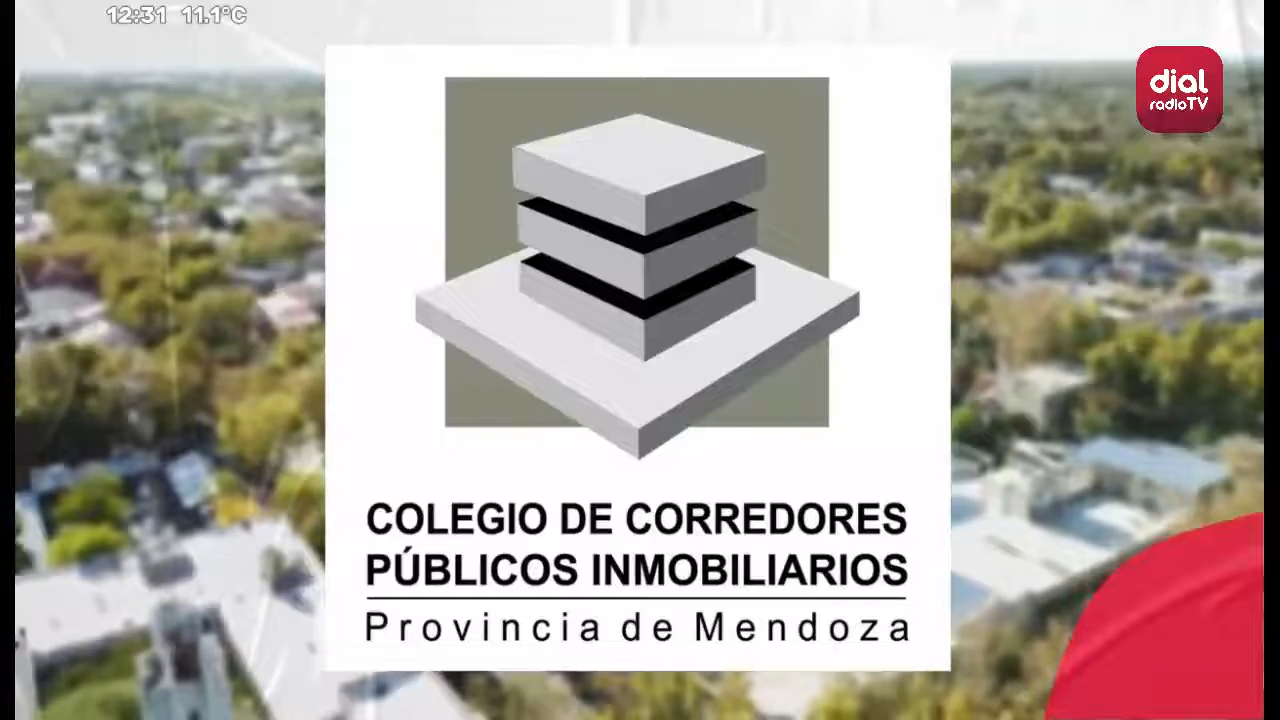 12:31 11.1°C
dial
radioTV
COLEGIO DE CORREDORES
PÚBLICOS INMOBILIARIOS
Provincia de Mendoza